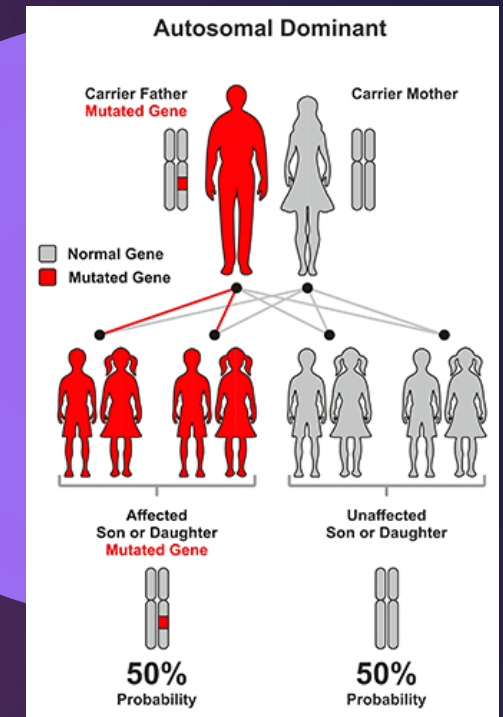 Autosomal Dominant
Carrier Father
Mutated Gene
Carrier Mother
Normal Gene
Mutated Gene
Affected
Son or Daughter
Mutated Gene
50%
Probability
Unaffected
Son or Daughter
50%
Probability